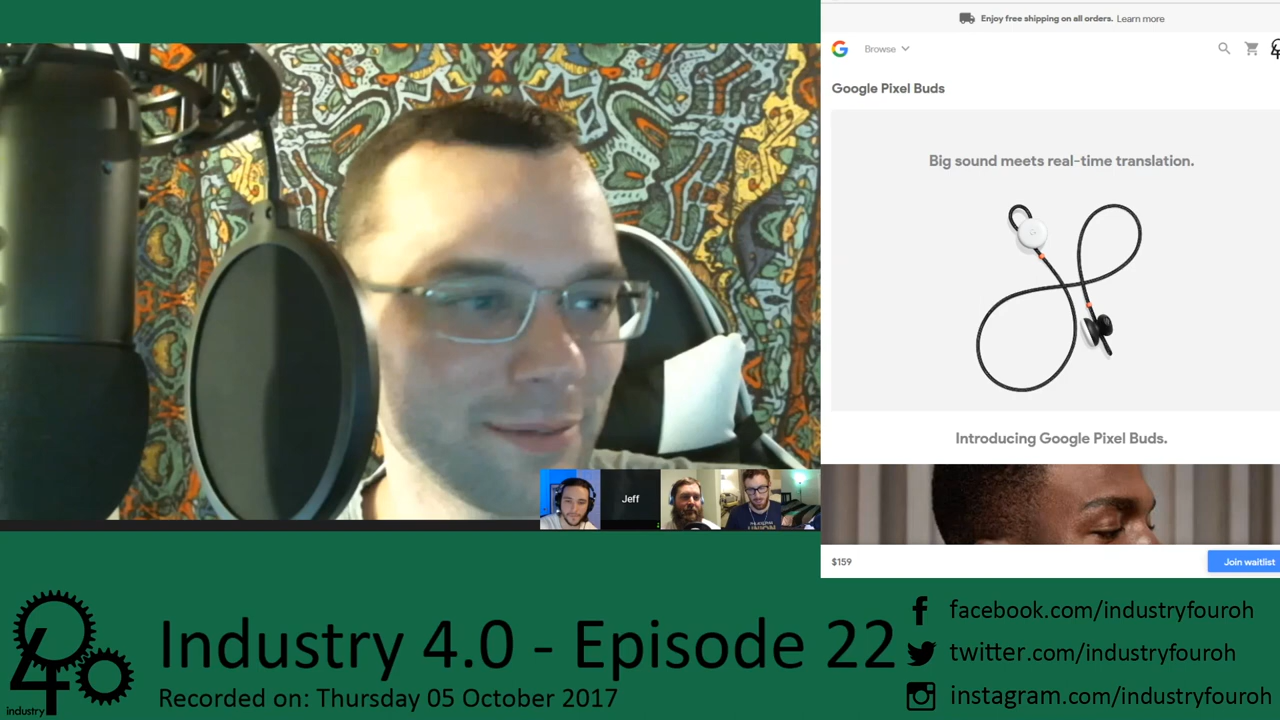 Enjoy free shipping on all orders. Learn more
Browse
Google Pixel Buds
Big sound meets real-time translation.
Introducing Google Pixel Buds.
$159
Join waitlist
Jeff
industry
4.0
Industry 4.0 - Episode 22
Recorded on: Thursday 05 October 2017
facebook.com/industryfouroh
twitter.com/industryfouroh
instagram.com/industryfouroh